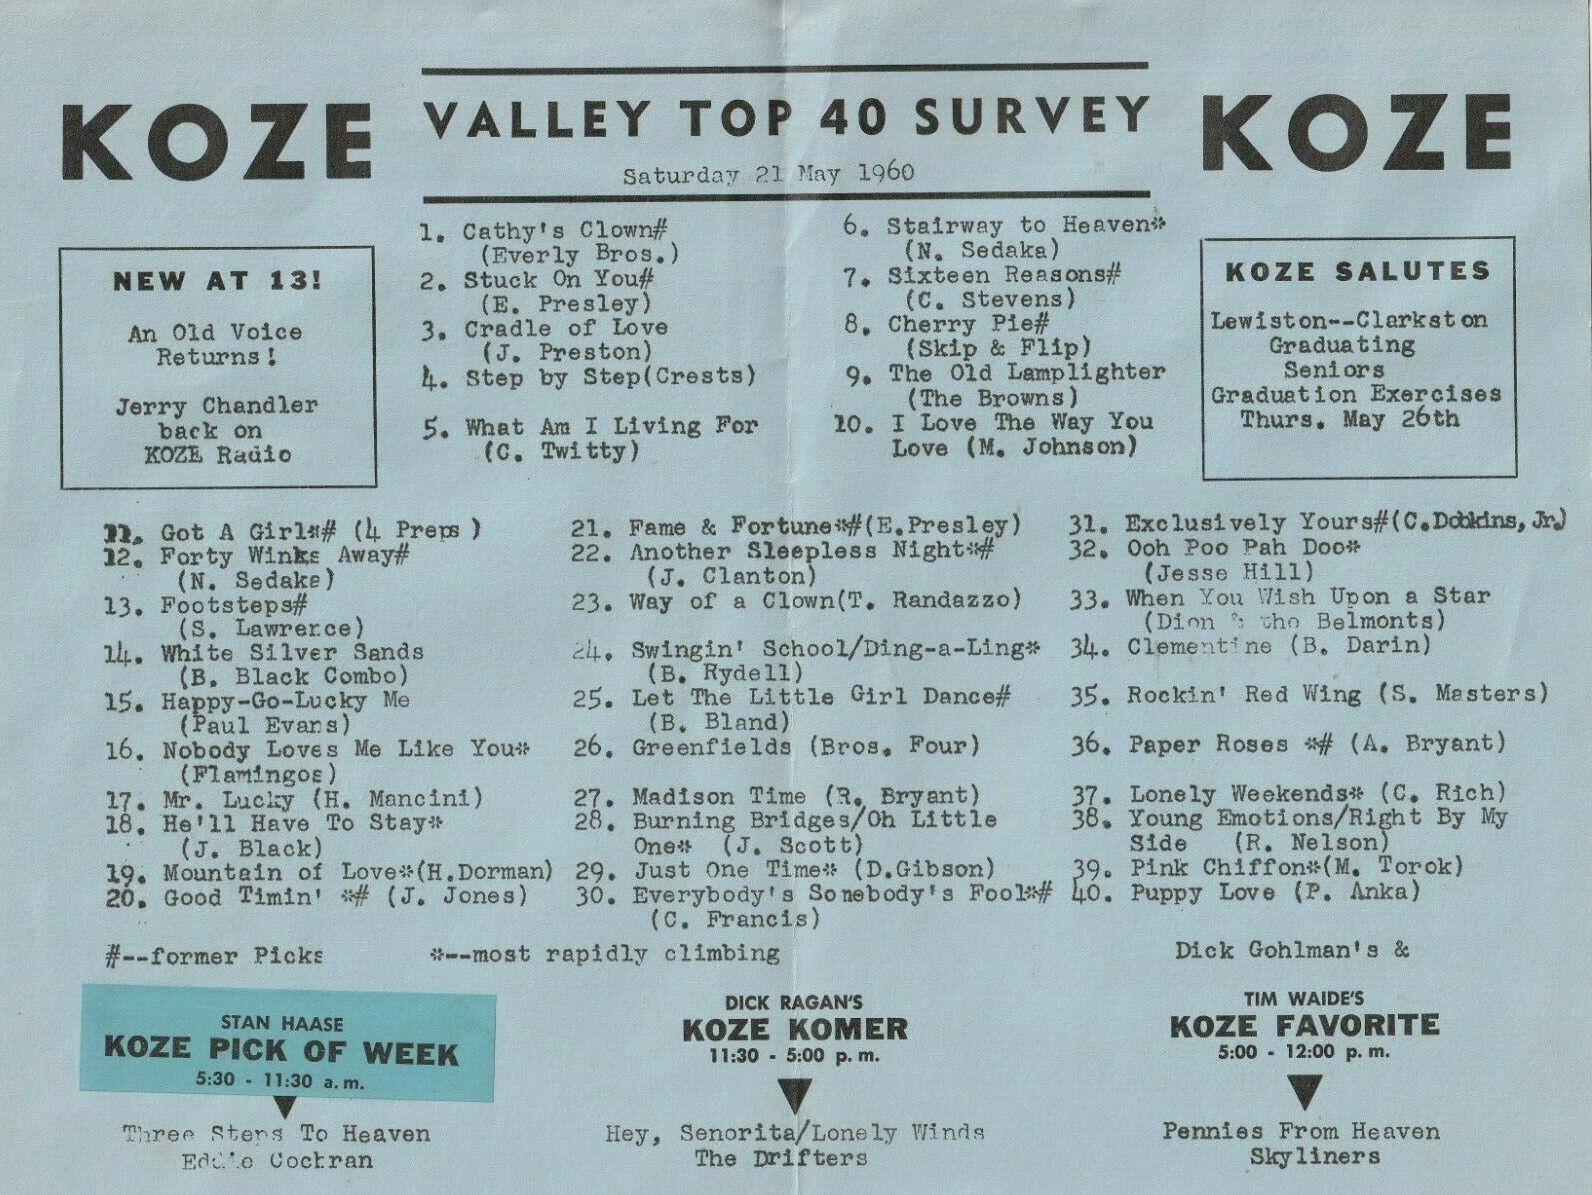 KOZE
VALLEY TOP 40 SURVEY
Saturday 21 May 1960
KOZE
NEW AT 13!
An Old Voice
Returns!
Jerry Chandler
back on
KOZE Radio
1. Cathy's Clown#
(Everly Bros.)
2. Stuck On You#
(E. Presley)
3. Cradle of Love
(J. Preston)
4. Step by Step(Crests)
5. What Am I Living For
(C. Twitty)
6. Stairway to Heaven*
(N. Sedaka)
7. Sixteen Reasons#
(C. Stevens)
8. Cherry Pie#
(Skip & Flip)
9. The Old Lamplighter
(The Browns)
10. I Love The Way You
Love (M. Johnson)
KOZE SALUTES
Lewiston--Clarkston
Graduating
Seniors
Graduation Exercises
Thurs. May 26th
11. Got A Girl*# (4 Preps )
12. Forty Winks Away#
(N. Sedaka)
13. Footsteps#
(S. Lawrence)
14. White Silver Sands
(B. Black Combo)
15. Happy-Go-Lucky Me
(Paul Evans)
16. Nobody Loves Me Like You*
(Flamingos)
17. Mr. Lucky (H. Mancini)
18. He'll Have To Stay*
(J. Black)
19. Mountain of Love*(H.Dorman)
20. Good Timin' *# (J. Jones)
21. Fame & Fortune*#(E.Presley)
22. Another Sleepless Night*#
(J. Clanton)
23. Way of a Clown(T. Randazzo)
24. Swingin' School/Ding-a-Ling*
(B. Rydell)
25. Let The Little Girl Dance#
(B. Bland)
26. Greenfields (Bros. Four)
27. Madison Time (R. Bryant)
28. Burning Bridges/Oh Little
One* (J. Scott)
29. Just One Time* (D.Gibson)
30. Everybody's Somebody's Fool*#
(C. Francis)
31. Exclusively Yours#(C.Dobkins,Jr.)
32. Ooh Poo Pah Doo*
(Jesse Hill)
33. When You Wish Upon a Star
(Dion & the Belmonts)
34. Clementine (B. Darin)
35. Rockin' Red Wing (S. Masters)
36. Paper Roses *# (A. Bryant)
37. Lonely Weekends* (C. Rich)
38. Young Emotions/Right By My
Side (R. Nelson)
39. Pink Chiffon*(M. Torok)
40. Puppy Love (P. Anka)
#--former Picks
*--most rapidly climbing
Dick Gohlman's &
STAN HAASE
KOZE PICK OF WEEK
5:30 - 11:30 a.m.
Three Steps To Heaven
Eddie Cochran
DICK RAGAN'S
KOZE KOMER
11:30 - 5:00 p.m.
Hey, Senorita/Lonely Winds
The Drifters
TIM WAIDE'S
KOZE FAVORITE
5:00 - 12:00 p.m.
Pennies From Heaven
Skyliners